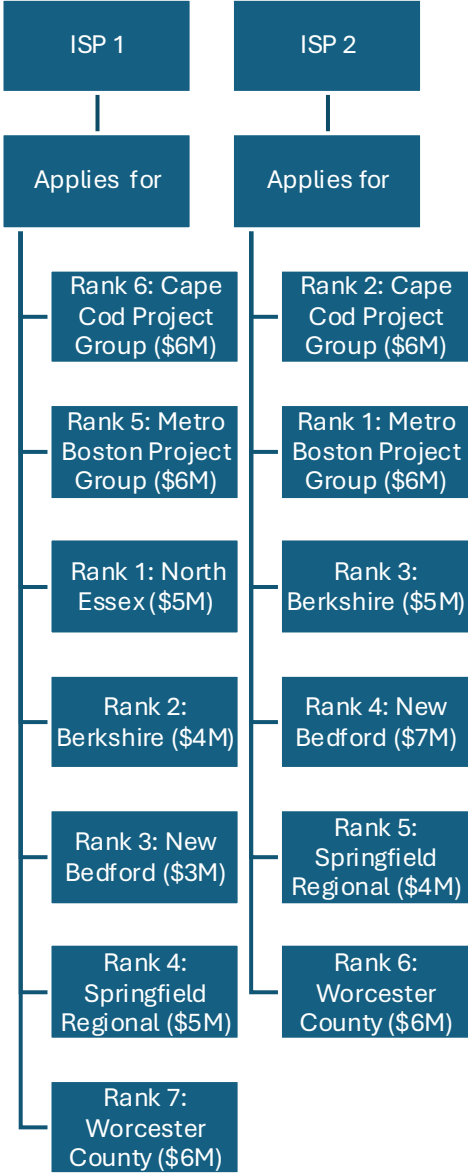 ISP 1
Applies for
Rank 6: Cape
Cod Project
Group ($6M)
Rank 5: Metro
Boston Project
Group ($6M)
Rank 1: North
Essex ($5M)
Rank 2:
Berkshire ($4M)
Rank 3: New
Bedford ($3M)
Rank 4:
Springfield
Regional ($5M)
Rank 7:
Worcester
County ($6M)
ISP 2
Applies for
Rank 2: Cape
Cod Project
Group ($6M)
Rank 1: Metro
Boston Project
Group ($6M)
Rank 3:
Berkshire ($5M)
Rank 4: New
Bedford ($7M)
Rank 5:
Springfield
Regional ($4M)
Rank 6:
Worcester
County ($6M)